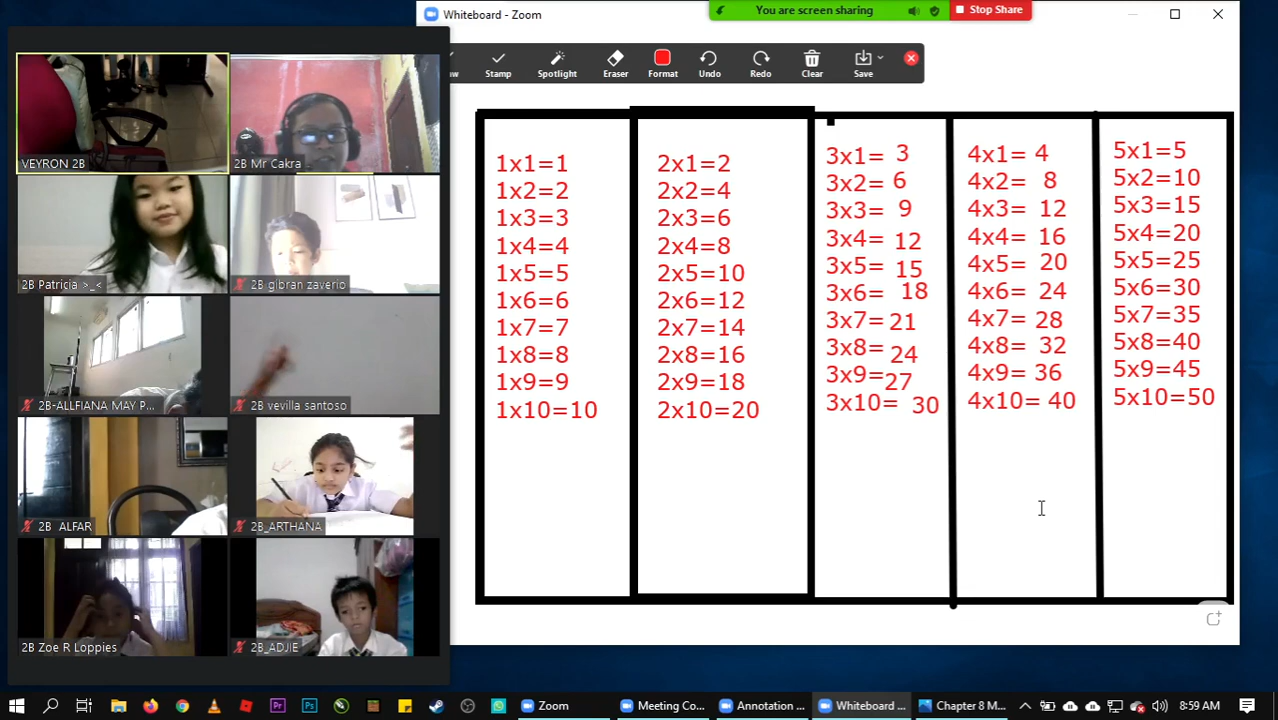 Whiteboard - Zoom
You are screen sharing
Stop Share
Stamp
Spotlight
Eraser
Format
Undo
Redo
Clear
Save
VEYRON 2B
2B Mr Cakra
2B Patricia >_<
2B gibran zaverio
2B-ALLFIANA MAY P...
2B vevilla santoso
2B ALFAR
2B_ARTHANA
2B Zoe R Loppies
2B_ADJIE
1x1=1
1x2=2
1x3=3
1x4=4
1x5=5
1x6=6
1x7=7
1x8=8
1x9=9
1x10=10
2x1=2
2x2=4
2x3=6
2x4=8
2x5=10
2x6=12
2x7=14
2x8=16
2x9=18
2x10=20
3x1= 3
3x2= 6
3x3= 9
3x4= 12
3x5= 15
3x6= 18
3x7= 21
3x8= 24
3x9=27
3x10= 30
4x1= 4
4x2= 8
4x3= 12
4x4= 16
4x5= 20
4x6= 24
4x7= 28
4x8= 32
4x9= 36
4x10= 40
5x1=5
5x2=10
5x3=15
5x4=20
5x5=25
5x6=30
5x7=35
5x8=40
5x9=45
5x10=50
Zoom
Meeting Co...
Annotation ...
Whiteboard ...
Chapter 8 M...
8:59 AM